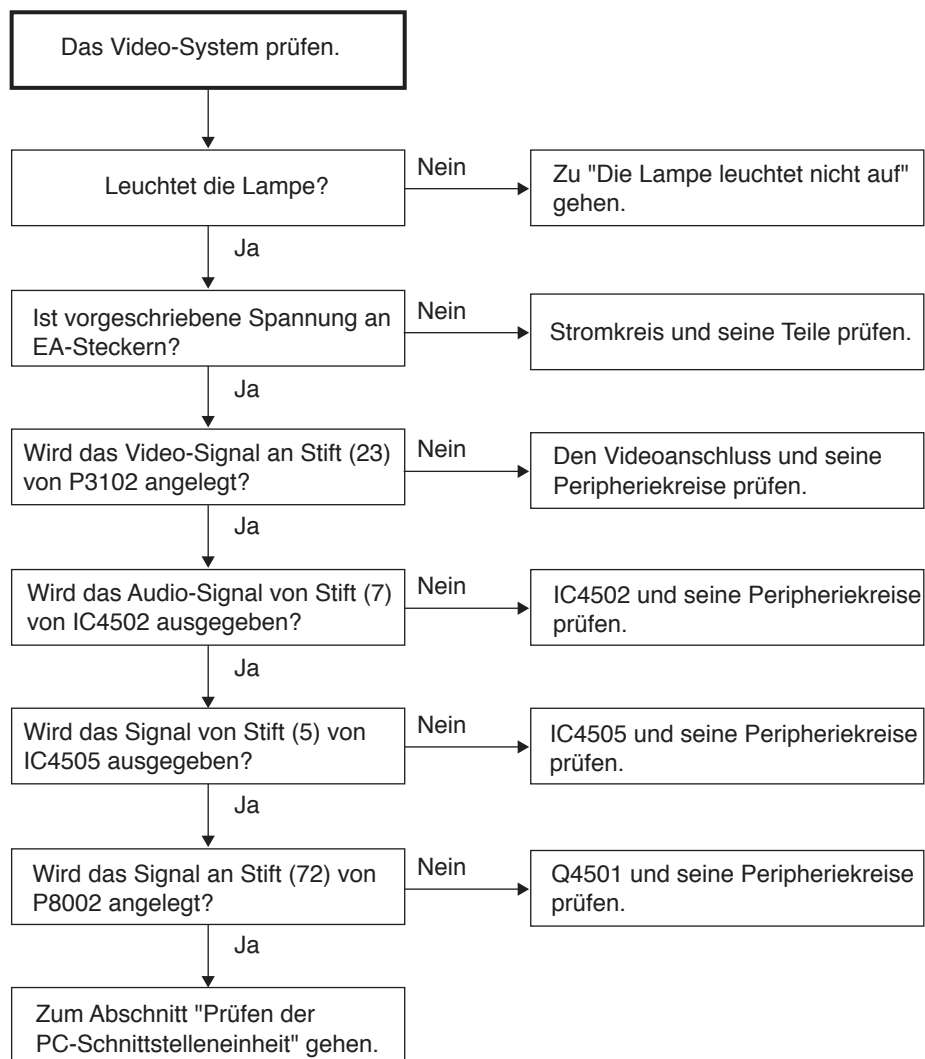 Das Video-System prüfen.
Leuchtet die Lampe?
Nein
Zu "Die Lampe leuchtet nicht auf"
gehen.
Ja
Ist vorgeschriebene Spannung an
EA-Steckern?
Nein
Stromkreis und seine Teile prüfen.
Ja
Wird das Video-Signal an Stift (23)
von P3102 angelegt?
Nein
Den Videoanschluss und seine
Peripheriekreise prüfen.
Ja
Wird das Audio-Signal von Stift (7)
von IC4502 ausgegeben?
Nein
IC4502 und seine Peripheriekreise
prüfen.
Ja
Wird das Signal von Stift (5) von
IC4505 ausgegeben?
Nein
IC4505 und seine Peripheriekreise
prüfen.
Ja
Wird das Signal an Stift (72) von
P8002 angelegt?
Nein
Q4501 und seine Peripheriekreise
prüfen.
Ja
Zum Abschnitt "Prüfen der
PC-Schnittstelleneinheit" gehen.